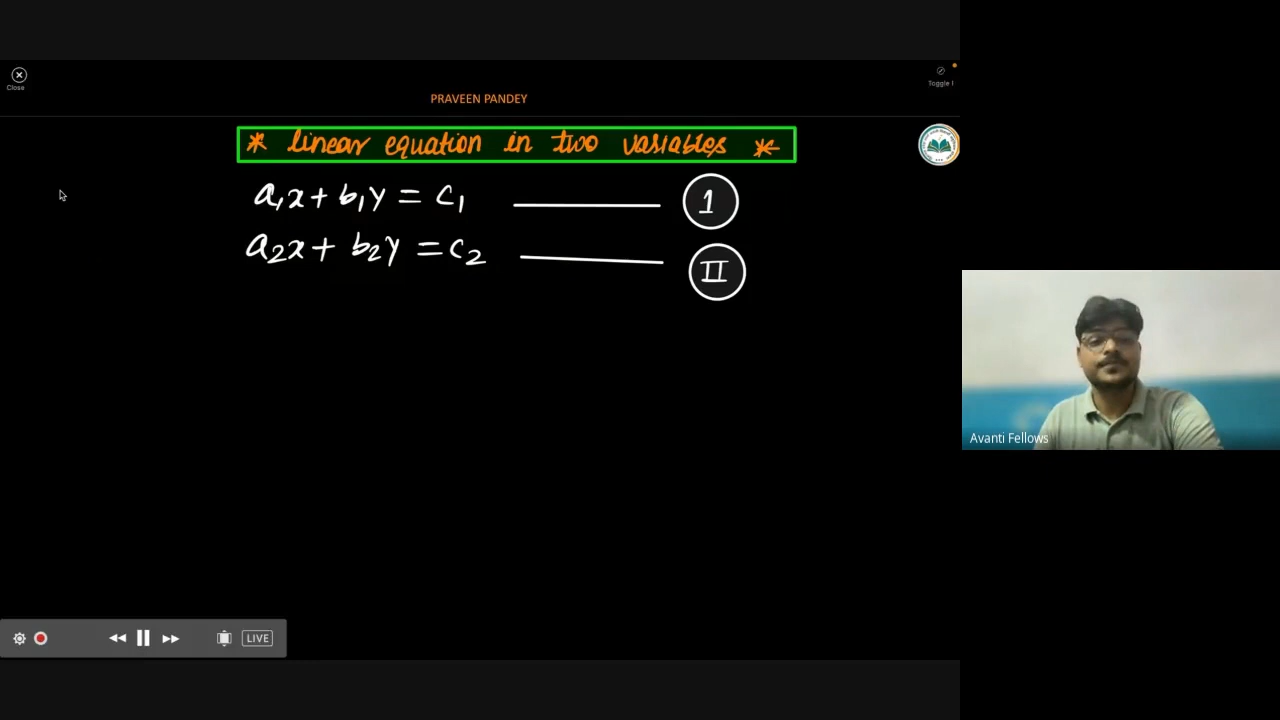 Close
Toggle I
PRAVEEN PANDEY
* linear equation in two variables *
a₁x + b₁y = c₁ ——— 1
a₂x + b₂y = c₂ ——— II
Avanti Fellows
LIVE